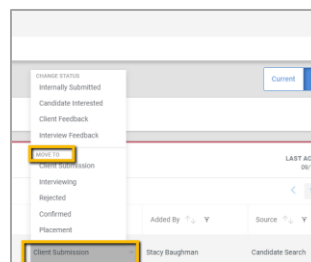 CHANGE STATUS
Internally Submitted
Current
Candidate Interested
Client Feedback
Interview Feedback
MOVE TO
Client Submission
LAST AC
Interviewing
Rejected
Confirmed
Added By
Source
Placement
Client Submission
Stacy Baughman
Candidate Search